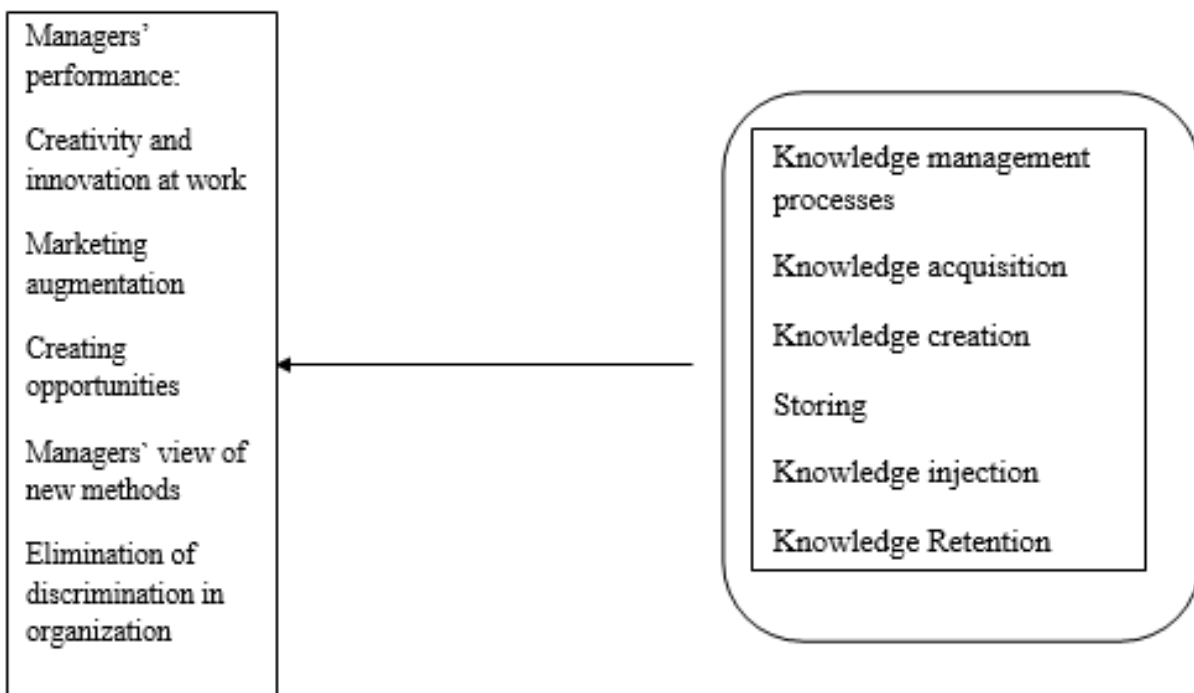 Managers’
performance:
Creativity and
innovation at work
Marketing
augmentation
Creating
opportunities
Managers` view of
new methods
Elimination of
discrimination in
organization
Knowledge management
processes
Knowledge acquisition
Knowledge creation
Storing
Knowledge injection
Knowledge Retention